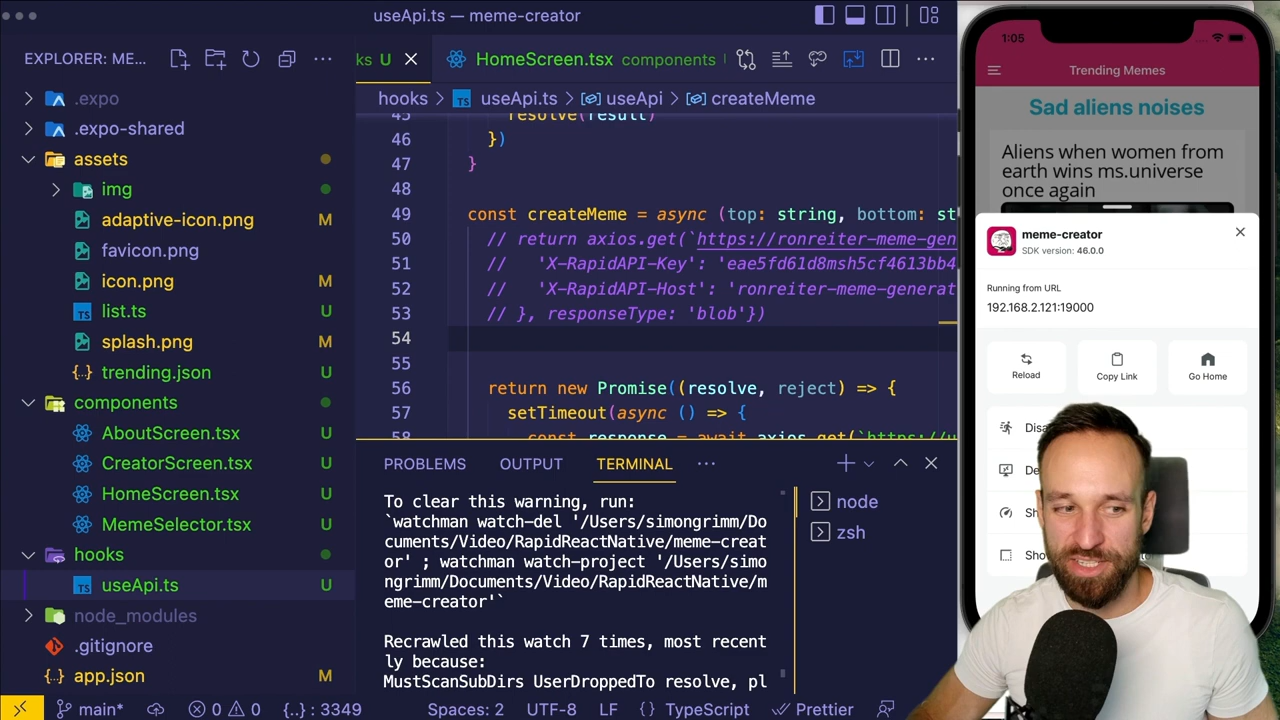 useApi.ts — meme-creator
EXPLORER: ME...
.expo
.expo-shared
assets
img
adaptive-icon.png M
favicon.png
icon.png M
list.ts U
splash.png M
trending.json U
components
AboutScreen.tsx U
CreatorScreen.tsx U
HomeScreen.tsx U
MemeSelector.tsx U
hooks
useApi.ts U
node_modules
.gitignore
app.json M
ks U
HomeScreen.tsx components
hooks > useApi.ts > useApi > createMeme
45 resolve(result)
46 })
47 }
48
49 const createMeme = async (top: string, bottom: st
50 // return axios.get(`https://ronreiter-meme-gen
51 // 'X-RapidAPI-Key': 'eae5fd61d8msh5cf4613bb4
52 // 'X-RapidAPI-Host': 'ronreiter-meme-generat
53 // }, responseType: 'blob'})
54
55
56 return new Promise((resolve, reject) => {
57 setTimeout(async () => {
58 const response = await axios.get(`https://u
PROBLEMS OUTPUT TERMINAL ...
To clear this warning, run:
`watchman watch-del '/Users/simongrimm/Do
cuments/Video/RapidReactNative/meme-creat
or' ; watchman watch-project '/Users/simo
ngrimm/Documents/Video/RapidReactNative/m
eme-creator'`
Recrawled this watch 7 times, most recent
ly because:
MustScanSubDirs UserDroppedTo resolve, pl
node
zsh
main* 0 0 {..} : 3349 Spaces: 2 UTF-8 LF {} TypeScript Prettier
1:05
Trending Memes
Sad aliens noises
Aliens when women from
earth wins ms.universe
once again
meme-creator
SDK version: 46.0.0
Running from URL
192.168.2.121:19000
Reload
Copy Link
Go Home